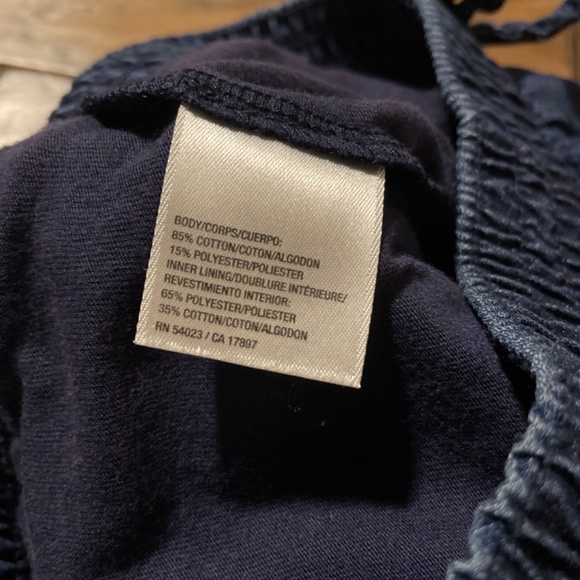 BODY/CORPS/CUERPO:
85% COTTON/COTON/ALGODON
15% POLYESTER/POLIESTER
INNER LINING/DOUBLURE INTÉRIEURE/
REVESTIMIENTO INTERIOR:
65% POLYESTER/POLIESTER
35% COTTON/COTON/ALGODON
RN 54023 / CA 17897